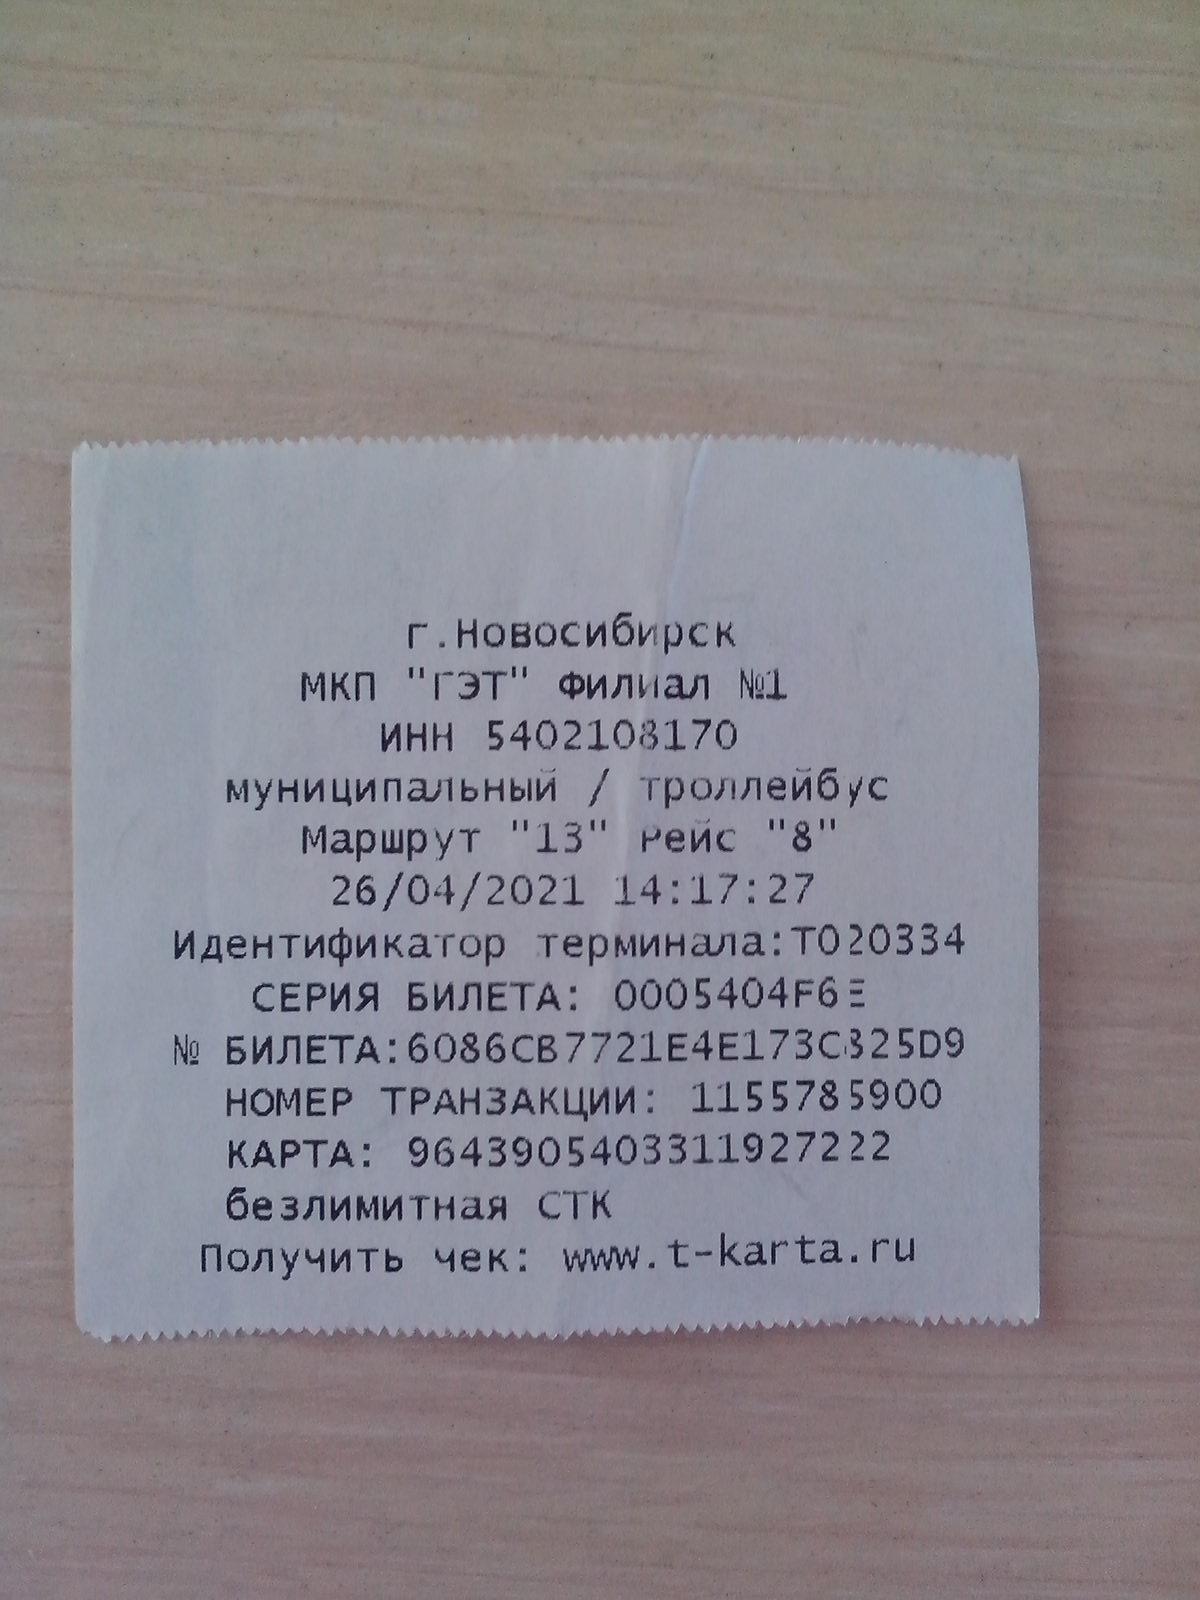 г.Новосибирск
МКП "ГЭТ" Филиал №1
ИНН 5402108170
муниципальный / троллейбус
Маршрут "13" Рейс "8"
26/04/2021 14:17:27
Идентификатор терминала:T020334
СЕРИЯ БИЛЕТА: 0005404F6E
№ БИЛЕТА:6086CB7721E4E173C825D9
НОМЕР ТРАНЗАКЦИИ: 1155785900
КАРТА: 9643905403311927222
безлимитная СТК
Получить чек: www.t-karta.ru